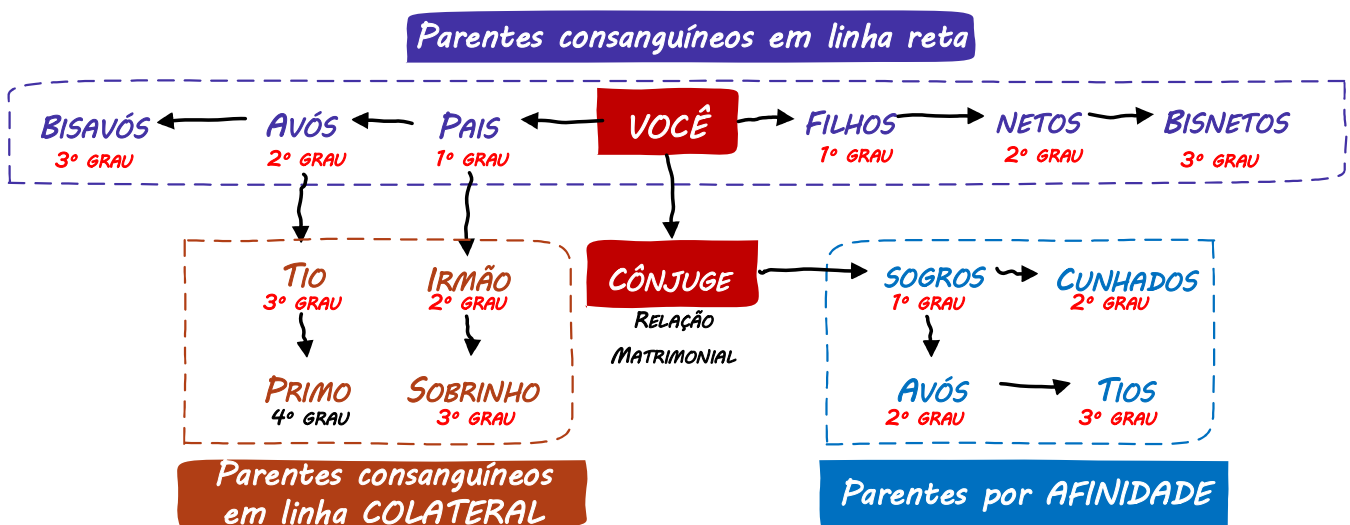 Parentes consanguíneos em linha reta
BISAVÓS
3º GRAU
AVÓS
2º GRAU
PAIS
1º GRAU
VOCÊ
FILHOS
1º GRAU
NETOS
2º GRAU
BISNETOS
3º GRAU
TIO
3º GRAU
IRMÃO
2º GRAU
PRIMO
4º GRAU
SOBRINHO
3º GRAU
CÔNJUGE
RELAÇÃO
MATRIMONIAL
SOGROS
1º GRAU
CUNHADOS
2º GRAU
AVÓS
2º GRAU
TIOS
3º GRAU
Parentes consanguíneos
em linha COLATERAL
Parentes por AFINIDADE